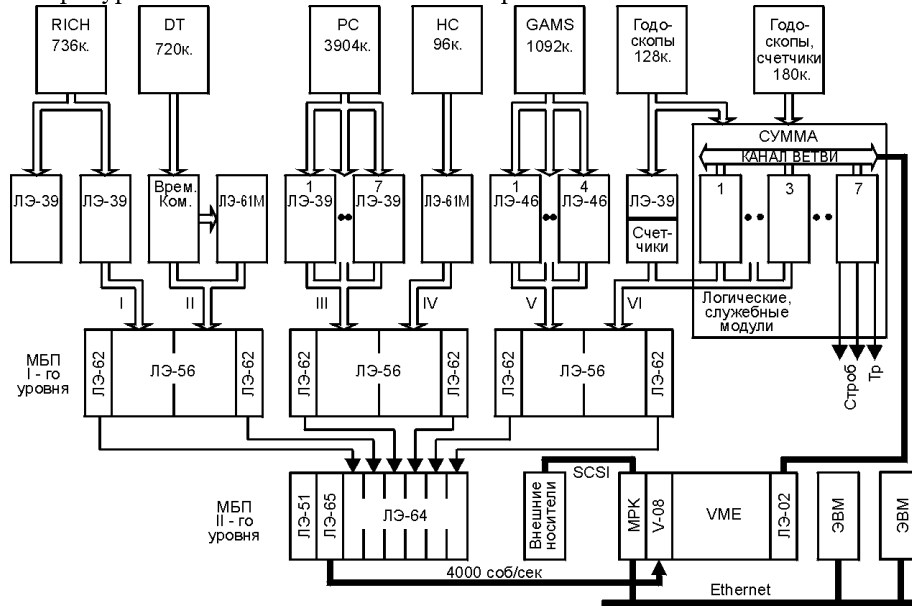 RICH
736к.
DT
720к.
PC
3904к.
HC
96к.
GAMS
1092к.
Годо-
скопы
128к.
Годо-
скопы,
счетчики
180к.
СУММА
КАНАЛ ВЕТВИ
ЛЭ-39
ЛЭ-39
Врем.
Ком.
ЛЭ-61М
1
ЛЭ-39
7
ЛЭ-39
ЛЭ-61М
1
ЛЭ-46
4
ЛЭ-46
ЛЭ-39
Счет-
чики
1
3
7
I
II
III
IV
V
VI
Логические,
служебные
модули
Строб
Тр
МБП
I - го
уровня
ЛЭ-62
ЛЭ-56
ЛЭ-62
ЛЭ-62
ЛЭ-56
ЛЭ-62
ЛЭ-62
ЛЭ-56
ЛЭ-62
МБП
II - го
уровня
ЛЭ-51
ЛЭ-65
ЛЭ-64
Внешние
носители
SCSI
МРК
V-08
VME
ЛЭ-02
ЭВМ
ЭВМ
4000 соб/сек
Ethernet